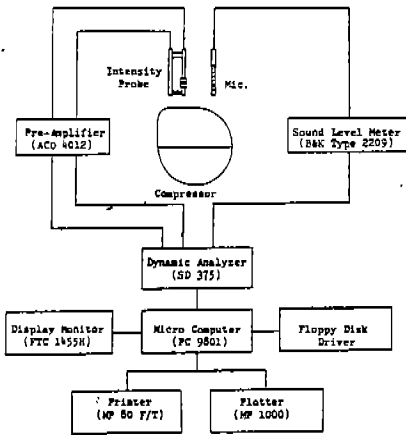 Intensity
Probe
Mic.
Pre-Amplifier
(ACO 4012)
Sound Level Meter
(B&K Type 2209)
Compressor
Dynamic Analyzer
(SD 375)
Display Monitor
(FTC 1455H)
Micro Computer
(PC 9801)
Floppy Disk
Driver
Printer
(MP 80 F/T)
Plotter
(MP 1000)